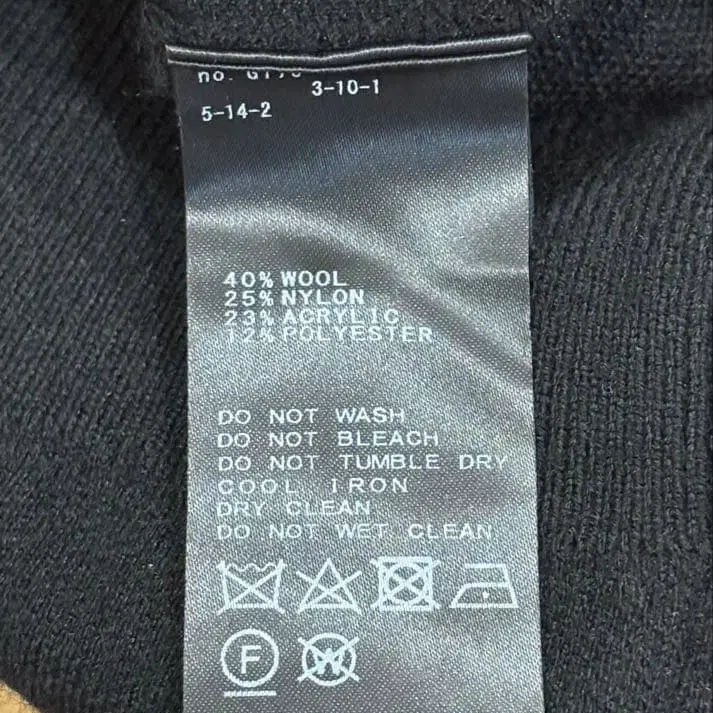 no.
3-10-1
5-14-2
40% WOOL
25% NYLON
23% ACRYLIC
12% POLYESTER
DO NOT WASH
DO NOT BLEACH
DO NOT TUMBLE DRY
COOL IRON
DRY CLEAN
DO NOT WET CLEAN
F W